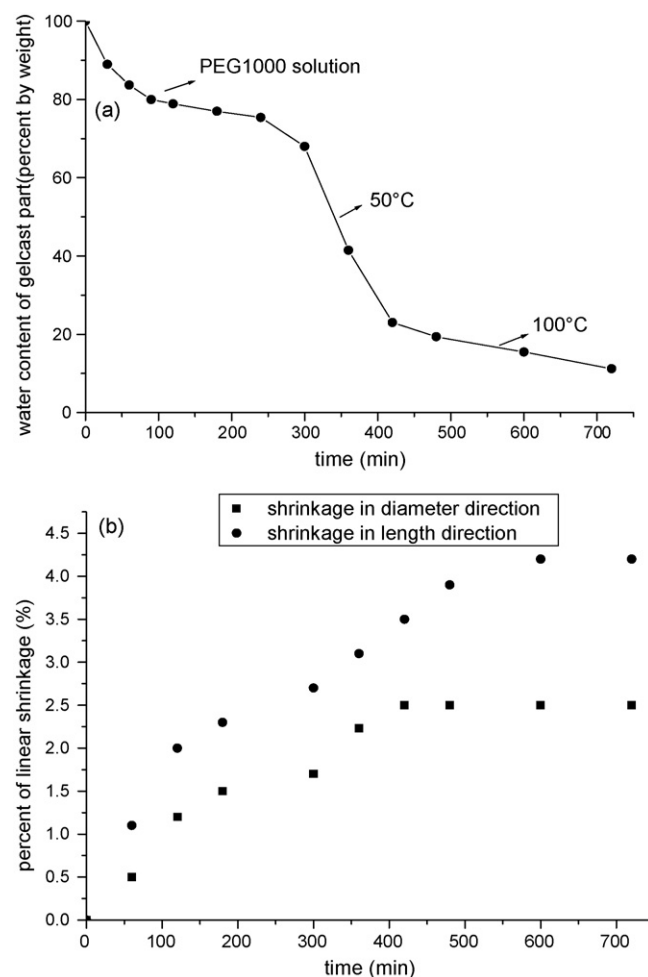 100
PEG1000 solution
80
(a)
60
50°C
40
20
100°C
0
0 100 200 300 400 500 600 700
time (min)
water content of gelcast part(percent by weight)
shrinkage in diameter direction
shrinkage in length direction
(b)
4.5
4.0
3.5
3.0
2.5
2.0
1.5
1.0
0.5
0.0
0 100 200 300 400 500 600 700
time (min)
percent of linear shrinkage (%)